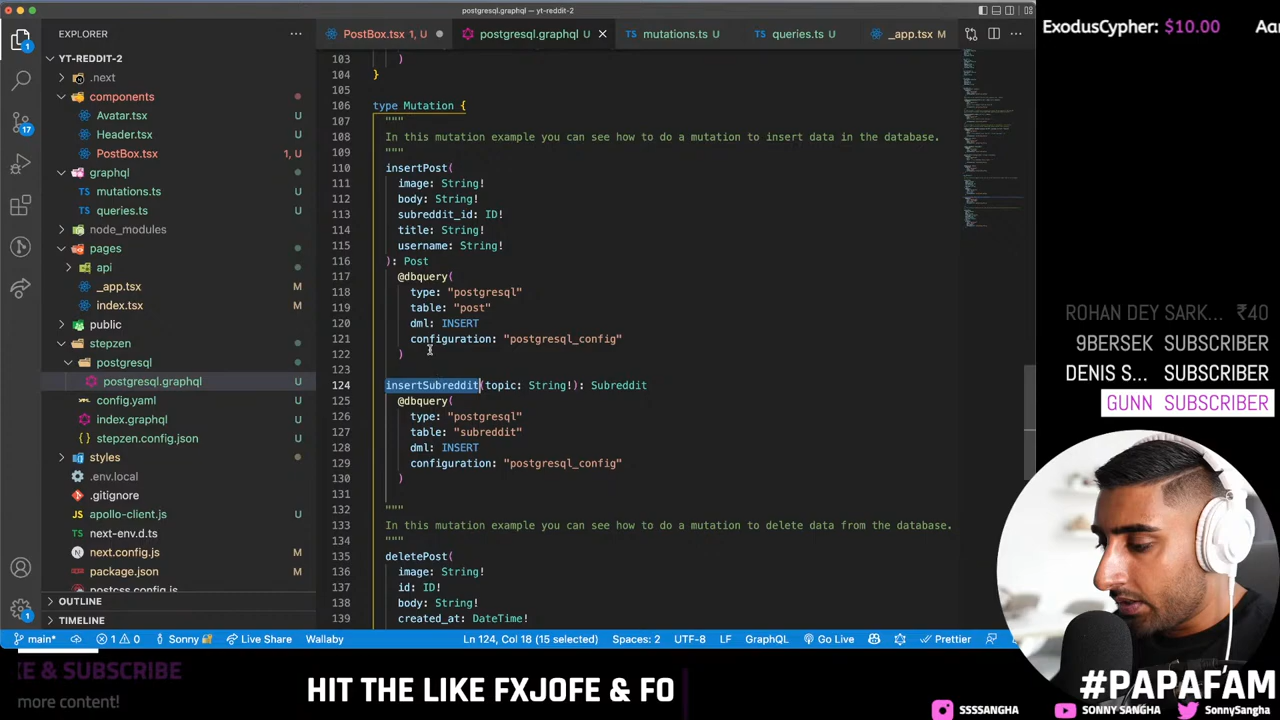 postgresql.graphql — yt-reddit-2
EXPLORER
YT-REDDIT-2
.next
components
Avatar.tsx
Header.tsx
PostBox.tsx 1, U
graphql
TS mutations.ts U
TS queries.ts U
node_modules
pages
api
_app.tsx M
index.tsx M
public
stepzen
postgresql
postgresql.graphql U
config.yaml U
index.graphql U
stepzen.config.json U
styles
.env.local
.gitignore
apollo-client.js U
next-env.d.ts
next.config.js M
package.json M
postcss.config.js
OUTLINE
TIMELINE
1
17
1
PostBox.tsx 1, U
postgresql.graphql U
TS mutations.ts U
TS queries.ts U
_app.tsx M
103 )
104 }
105
106 type Mutation {
107 """
108 In this mutation example you can see how to do a mutation to insert data in the database.
109 """
110 insertPost(
111 image: String!
112 body: String!
113 subreddit_id: ID!
114 title: String!
115 username: String!
116 ): Post
117 @dbquery(
118 type: "postgresql"
119 table: "post"
120 dml: INSERT
121 configuration: "postgresql_config"
122 )
123
124 insertSubreddit(topic: String!): Subreddit
125 @dbquery(
126 type: "postgresql"
127 table: "subreddit"
128 dml: INSERT
129 configuration: "postgresql_config"
130 )
131
132 """
133 In this mutation example you can see how to do a mutation to delete data from the database.
134 """
135 deletePost(
136 image: String!
137 id: ID!
138 body: String!
139 created_at: DateTime!
main* 1 0 Sonny Live Share Wallaby Ln 124, Col 18 (15 selected) Spaces: 2 UTF-8 LF GraphQL Go Live Prettier
ExodusCypher: $10.00
ROHAN DEY SARK... ₹40
9BERSEK SUBSCRIBER
DENIS S... SUBSCRIBER
GUNN SUBSCRIBER
& SUBSCRIBE
more content!
HIT THE LIKE FXJOFE & FO
#PAPAFAM
SSSSANGHA SONNY SANGHA SonnySangha